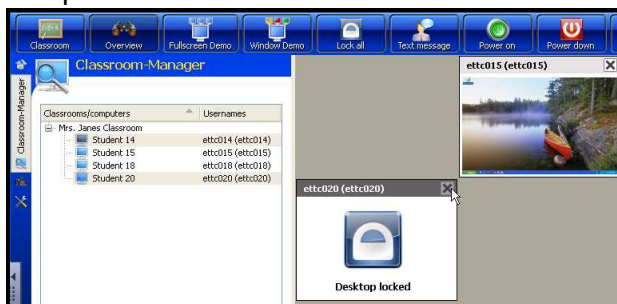 Classroom
Overview
Fullscreen Demo
Window Demo
Lock all
Text message
Power on
Power down
Classroom-Manager
Classroom-Manager
Classrooms/computers
Usernames
Mrs. Janes Classroom
Student 14 ettc014 (ettc014)
Student 15 ettc015 (ettc015)
Student 18 ettc018 (ettc018)
Student 20 ettc020 (ettc020)
ettc015 (ettc015)
ettc020 (ettc020)
Desktop locked